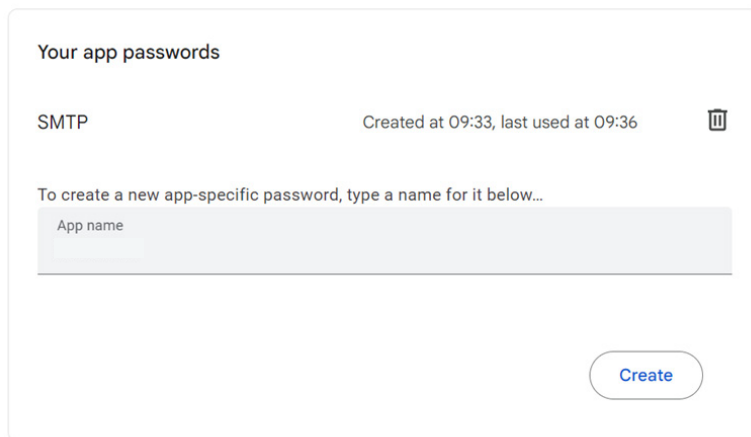 Your app passwords
SMTP Created at 09:33, last used at 09:36
To create a new app-specific password, type a name for it below...
App name
Create